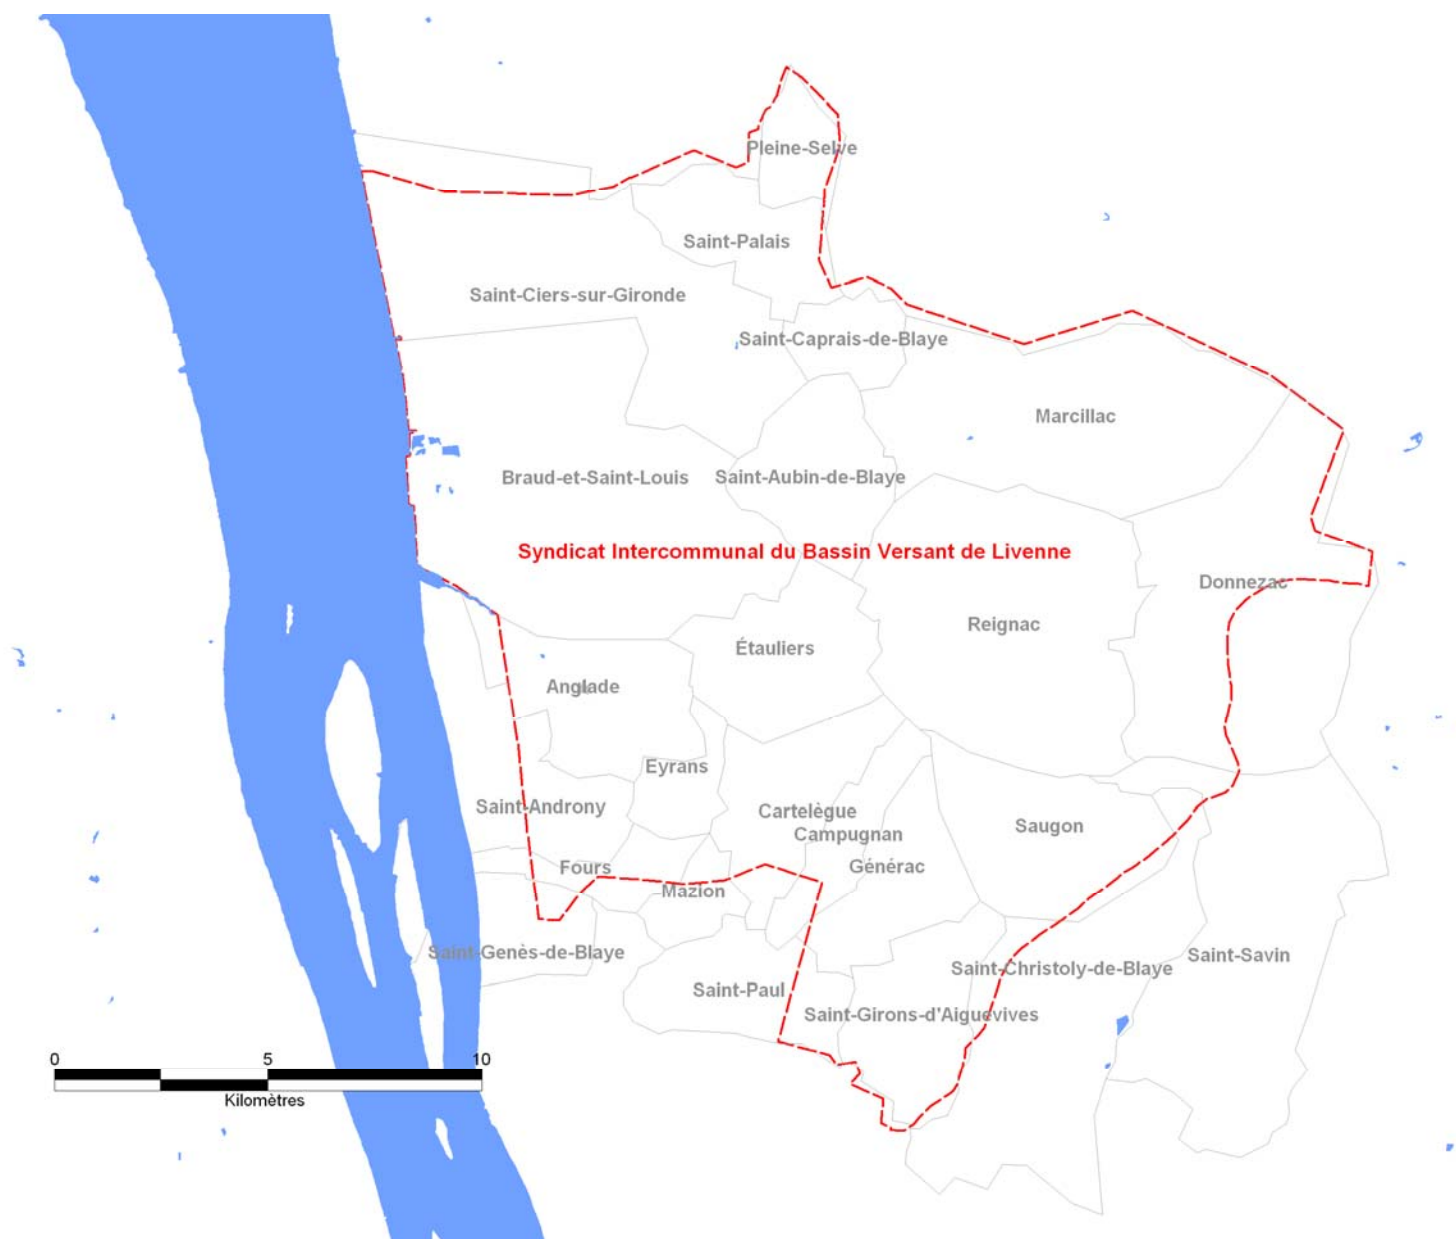 Pleine-Selve
Saint-Palais
Saint-Ciers-sur-Gironde
Saint-Caprais-de-Blaye
Marcillac
Braud-et-Saint-Louis
Saint-Aubin-de-Blaye
Syndicat Intercommunal du Bassin Versant de Livenne
Donnezac
Reignac
Étauliers
Anglade
Eyrans
Saint-Androny
Cartelègue
Campugnan
Saugon
Fours
Générac
Mazion
Saint-Genès-de-Blaye
Saint-Savin
Saint-Christoly-de-Blaye
Saint-Paul
Saint-Girons-d'Aiguevives
0 5 10
Kilomètres